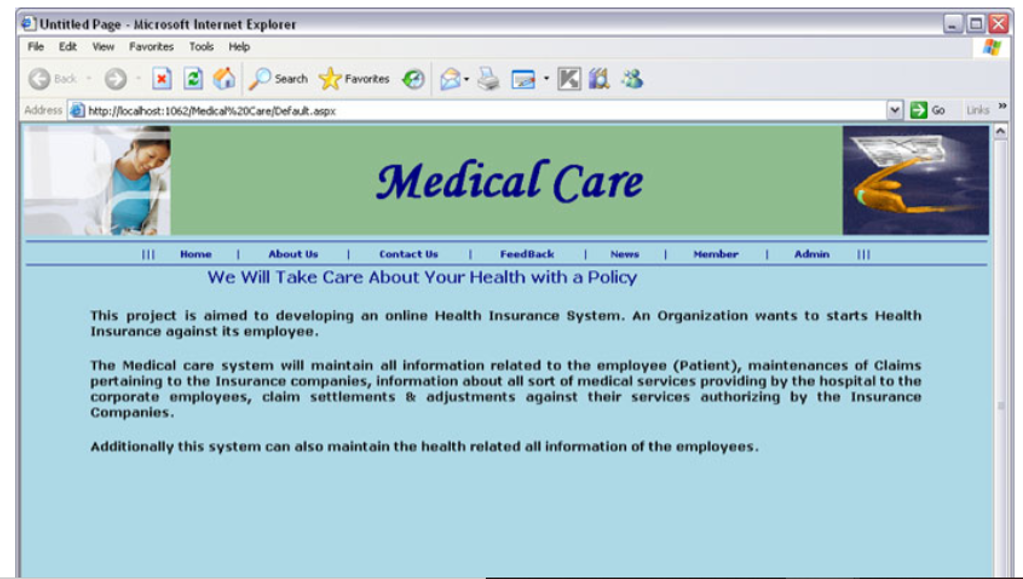 Untitled Page - Microsoft Internet Explorer
File Edit View Favorites Tools Help
Back Search Favorites
Address http://localhost:1062/Medical%20Care/Default.aspx Go Links »
Medical Care
||| Home | About Us | Contact Us | FeedBack | News | Member | Admin |||
We Will Take Care About Your Health with a Policy
This project is aimed to developing an online Health Insurance System. An Organization wants to starts Health
Insurance against its employee.
The Medical care system will maintain all information related to the employee (Patient), maintenances of Claims
pertaining to the Insurance companies, information about all sort of medical services providing by the hospital to the
corporate employees, claim settlements & adjustments against their services authorizing by the Insurance
Companies.
Additionally this system can also maintain the health related all information of the employees.